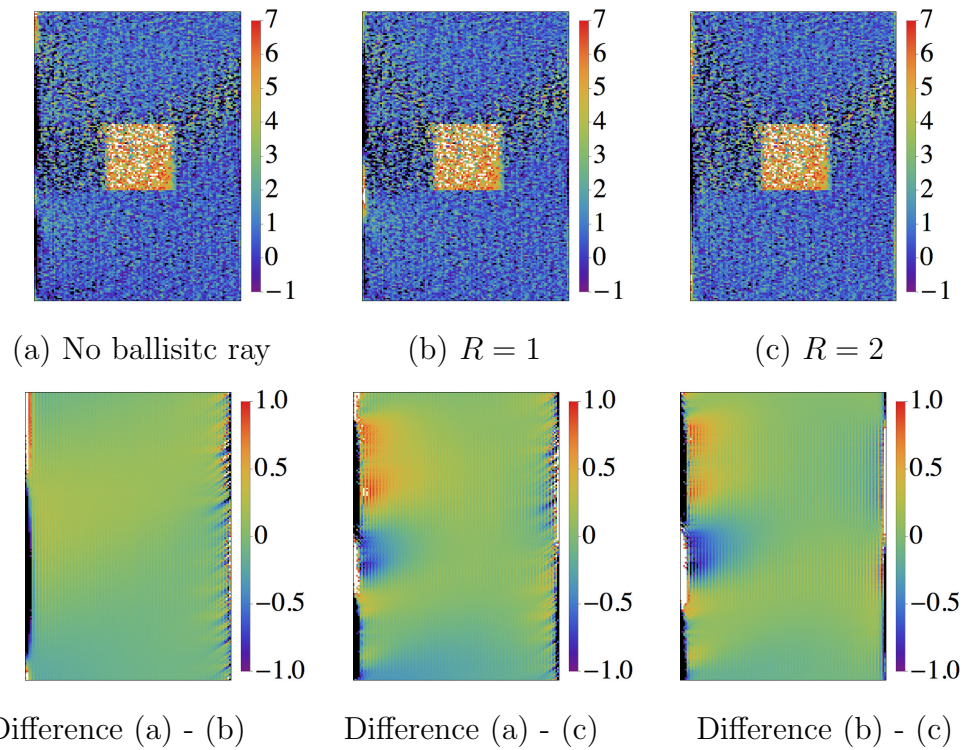 7 7 7
6 6 6
5 5 5
4 4 4
3 3 3
2 2 2
1 1 1
0 0 0
−1 −1 −1
(a) No ballisitc ray (b) R = 1 (c) R = 2
1.0 1.0 1.0
0.5 0.5 0.5
0 0 0
−0.5 −0.5 −0.5
−1.0 −1.0 −1.0
Difference (a) - (b) Difference (a) - (c) Difference (b) - (c)